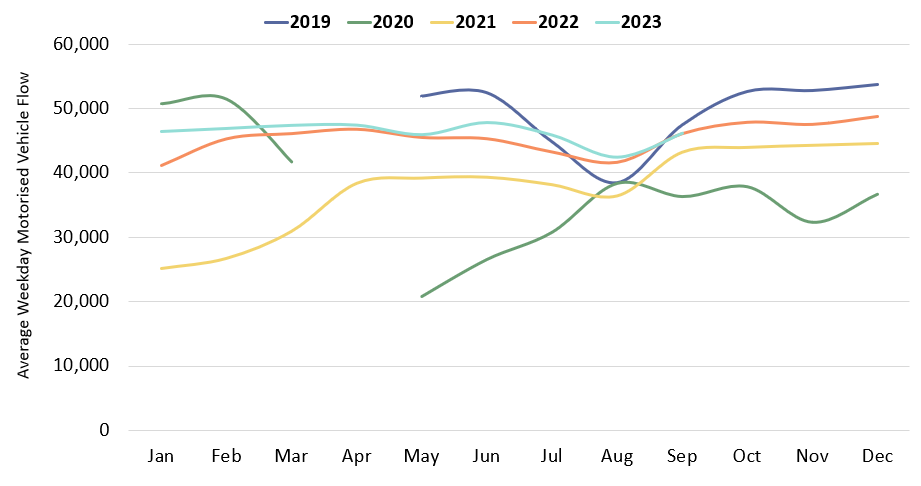 2019 2020 2021 2022 2023
Average Weekday Motorised Vehicle Flow
60,000
50,000
40,000
30,000
20,000
10,000
0
Jan Feb Mar Apr May Jun Jul Aug Sep Oct Nov Dec